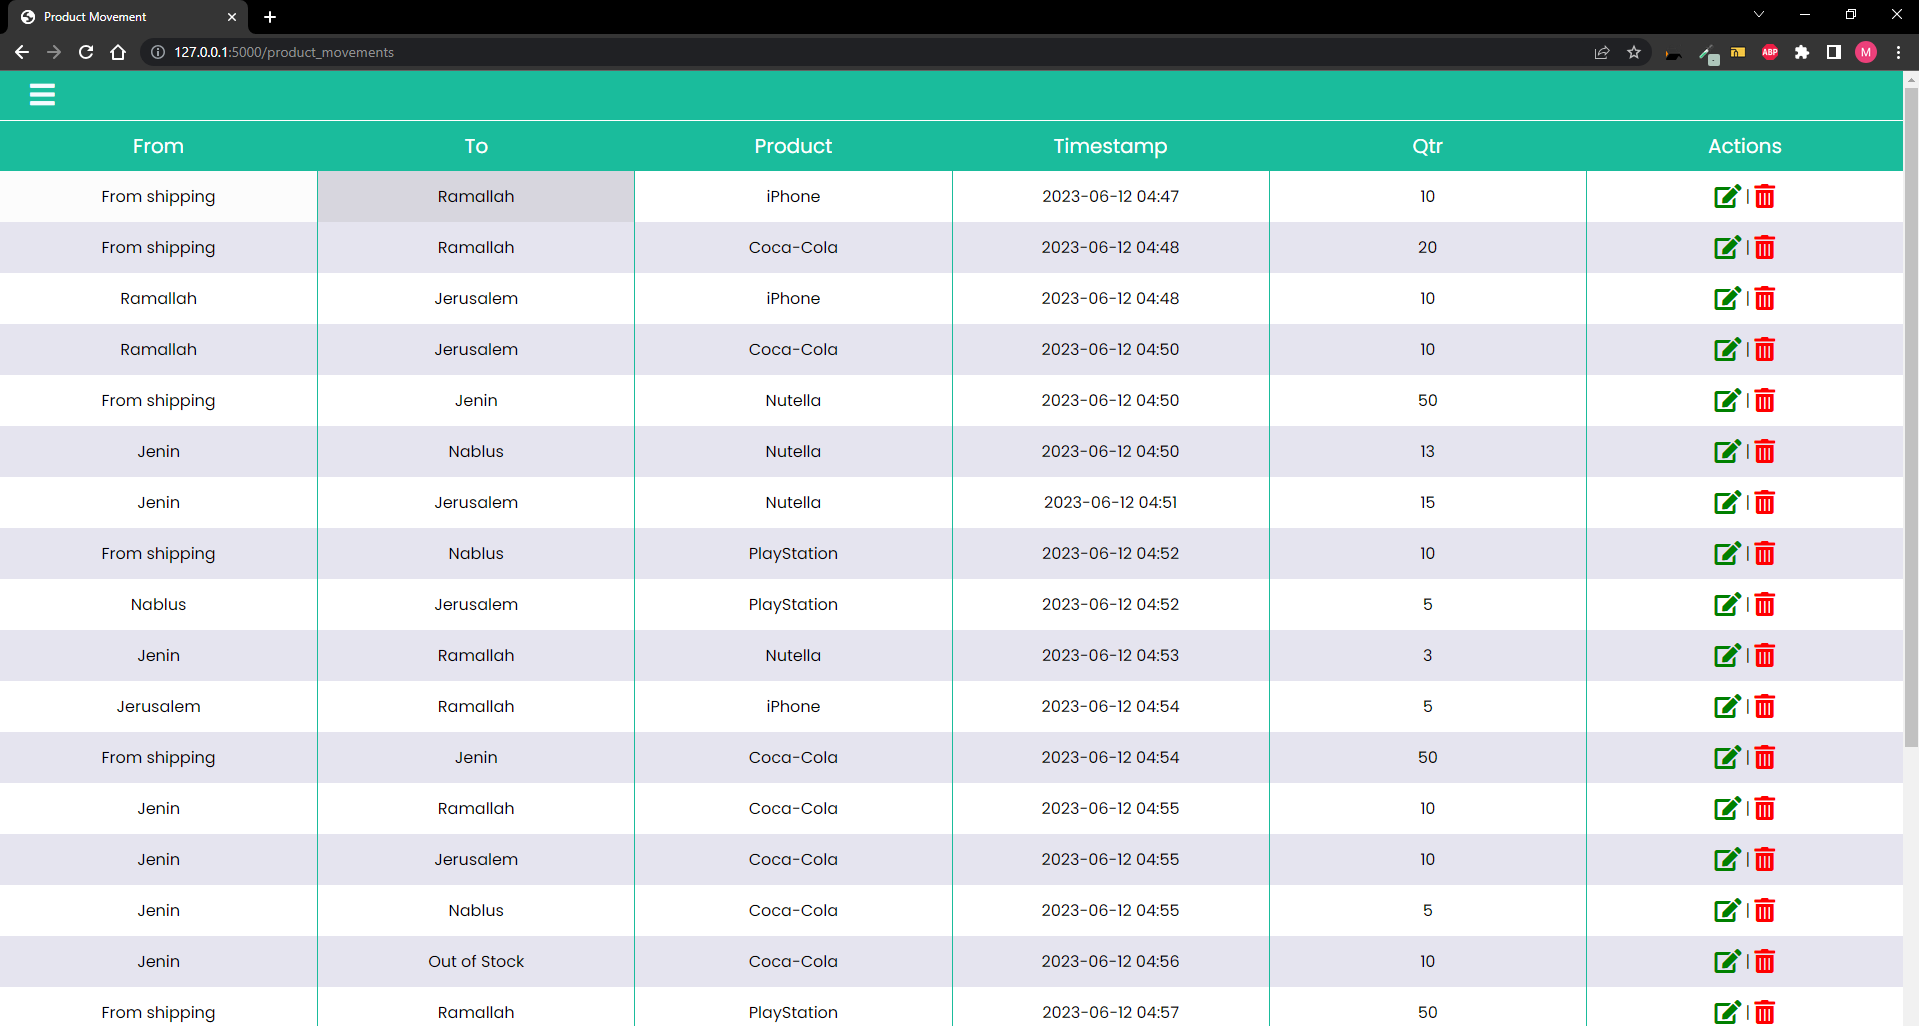 Product Movement
127.0.0.1:5000/product_movements
ABP
M
From To Product Timestamp Qtr Actions
From shipping Ramallah iPhone 2023-06-12 04:47 10 |
From shipping Ramallah Coca-Cola 2023-06-12 04:48 20 |
Ramallah Jerusalem iPhone 2023-06-12 04:48 10 |
Ramallah Jerusalem Coca-Cola 2023-06-12 04:50 10 |
From shipping Jenin Nutella 2023-06-12 04:50 50 |
Jenin Nablus Nutella 2023-06-12 04:50 13 |
Jenin Jerusalem Nutella 2023-06-12 04:51 15 |
From shipping Nablus PlayStation 2023-06-12 04:52 10 |
Nablus Jerusalem PlayStation 2023-06-12 04:52 5 |
Jenin Ramallah Nutella 2023-06-12 04:53 3 |
Jerusalem Ramallah iPhone 2023-06-12 04:54 5 |
From shipping Jenin Coca-Cola 2023-06-12 04:54 50 |
Jenin Ramallah Coca-Cola 2023-06-12 04:55 10 |
Jenin Jerusalem Coca-Cola 2023-06-12 04:55 10 |
Jenin Nablus Coca-Cola 2023-06-12 04:55 5 |
Jenin Out of Stock Coca-Cola 2023-06-12 04:56 10 |
From shipping Ramallah PlayStation 2023-06-12 04:57 50 |